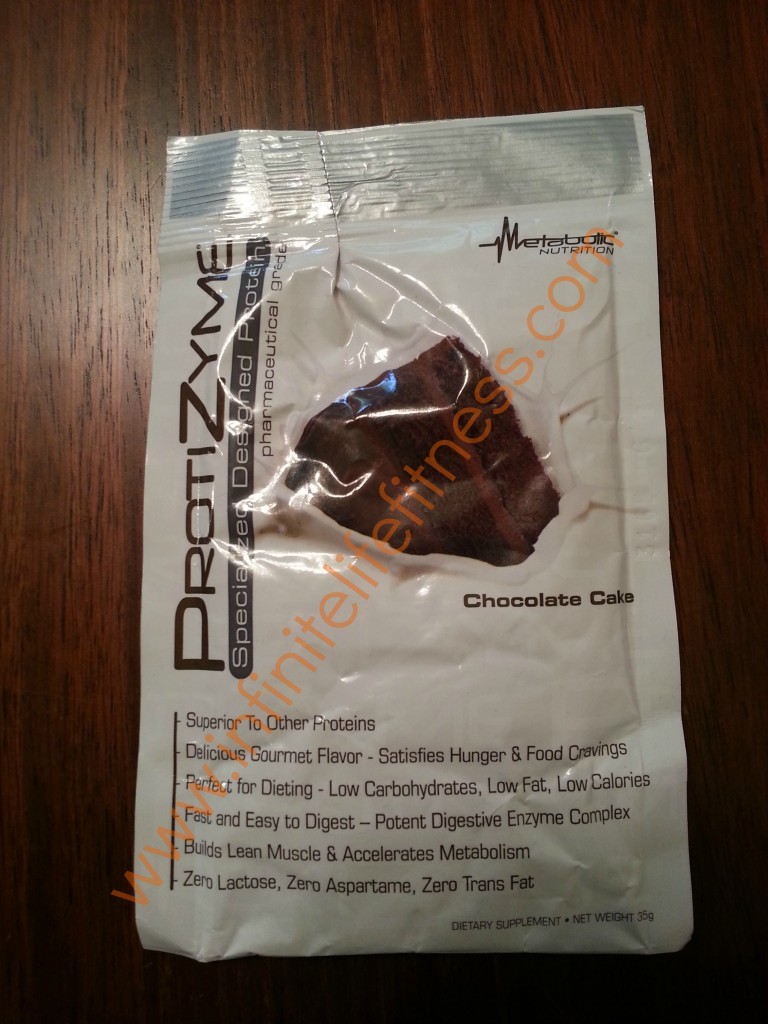 Metabolic
NUTRITION
PROTIZYME
Specialized Designed Protein
pharmaceutical grade
Chocolate Cake
- Superior To Other Proteins
- Delicious Gourmet Flavor - Satisfies Hunger & Food Cravings
- Perfect for Dieting - Low Carbohydrates, Low Fat, Low Calories
- Fast and Easy to Digest – Potent Digestive Enzyme Complex
- Builds Lean Muscle & Accelerates Metabolism
- Zero Lactose, Zero Aspartame, Zero Trans Fat
DIETARY SUPPLEMENT • NET WEIGHT 35g
www.infinitelifefitness.com